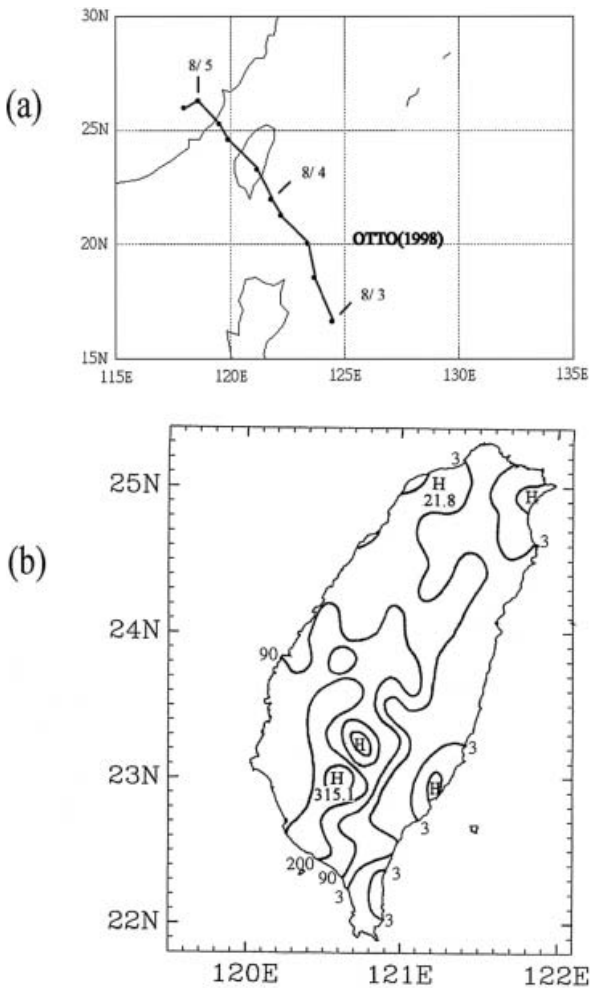 (a)
30N
8/ 5
25N
8/ 4
20N
OTTO(1998)
8/ 3
15N
115E 120E 125E 130E 135E
(b)
3
25N
H
H
21.8
3
24N
90
H
3
23N
H
H
315.1
3
200
90
3
3
22N
3
120E 121E 122E